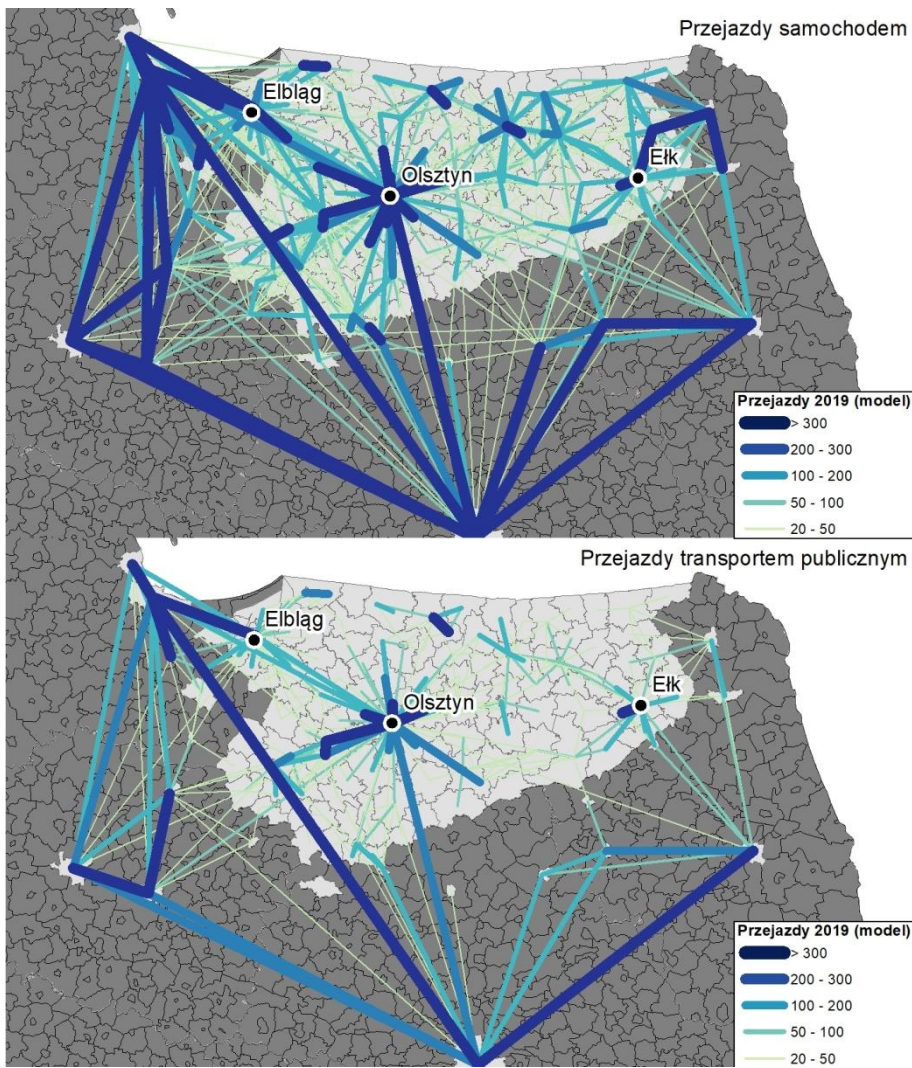 Przejazdy samochodem
Elbląg
Olsztyn
Ełk
Przejazdy 2019 (model)
> 300
200 - 300
100 - 200
50 - 100
20 - 50
Przejazdy transportem publicznym
Elbląg
Olsztyn
Ełk
Przejazdy 2019 (model)
> 300
200 - 300
100 - 200
50 - 100
20 - 50